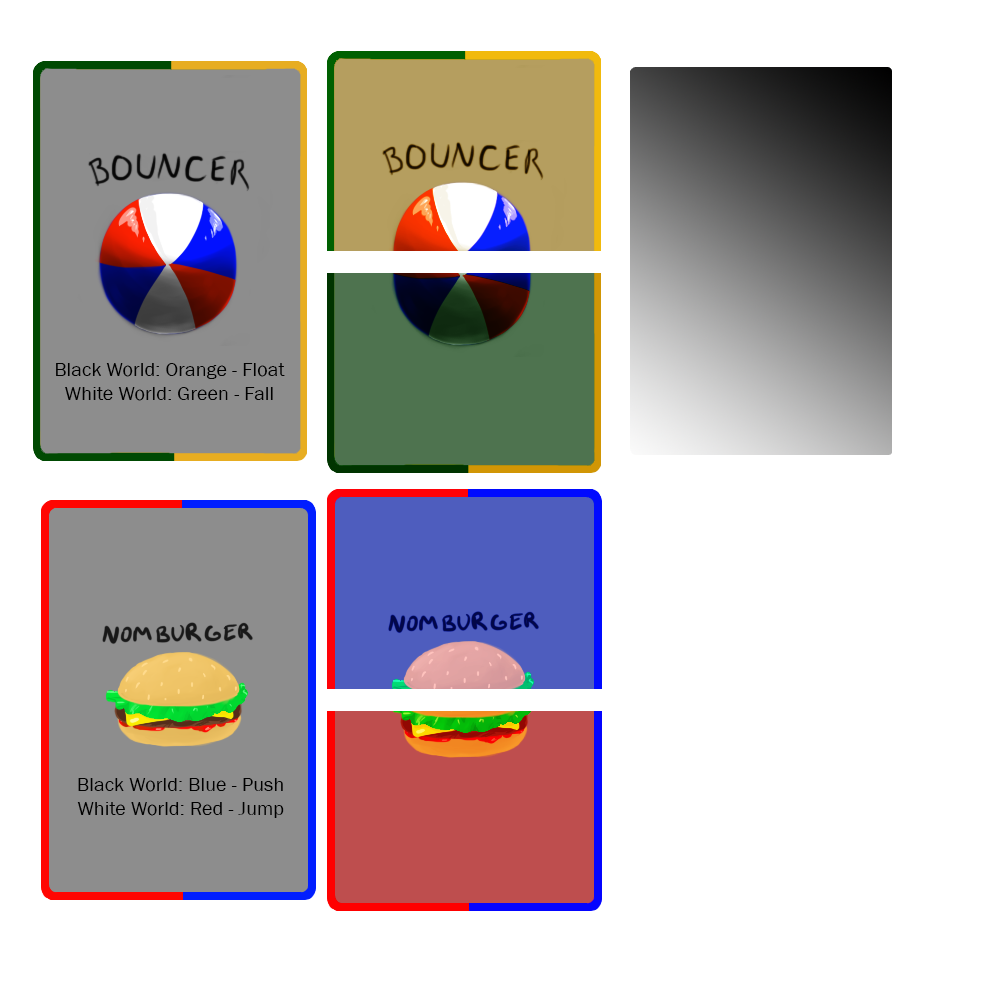 BOUNCER
Black World: Orange - Float
White World: Green - Fall
BOUNCER
NOMBURGER
Black World: Blue - Push
White World: Red - Jump
NOMBURGER